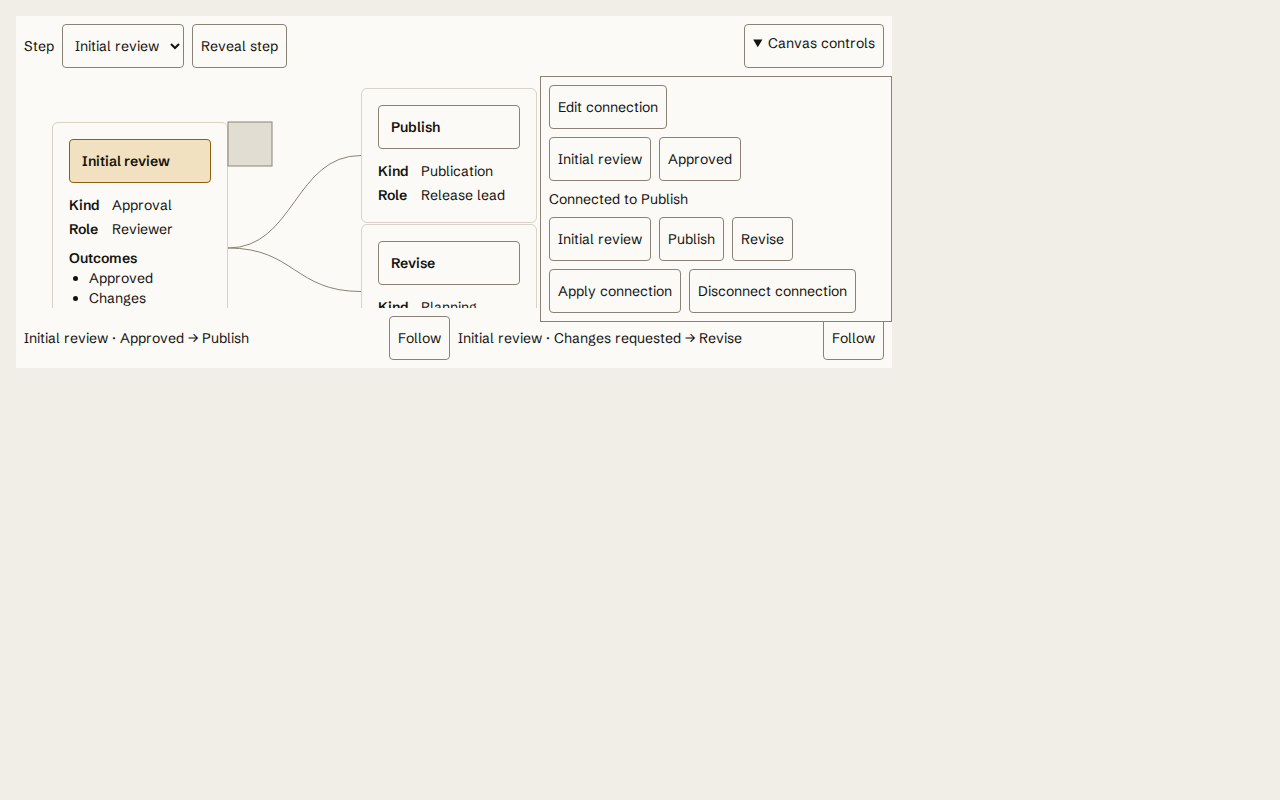 Step Initial review Reveal step ▼ Canvas controls
Initial review
Kind Approval
Role Reviewer
Outcomes
• Approved
• Changes
Publish
Kind Publication
Role Release lead
Revise
Kind Planning
Edit connection
Initial review Approved
Connected to Publish
Initial review Publish Revise
Apply connection Disconnect connection
Initial review · Approved → Publish Follow
Initial review · Changes requested → Revise Follow